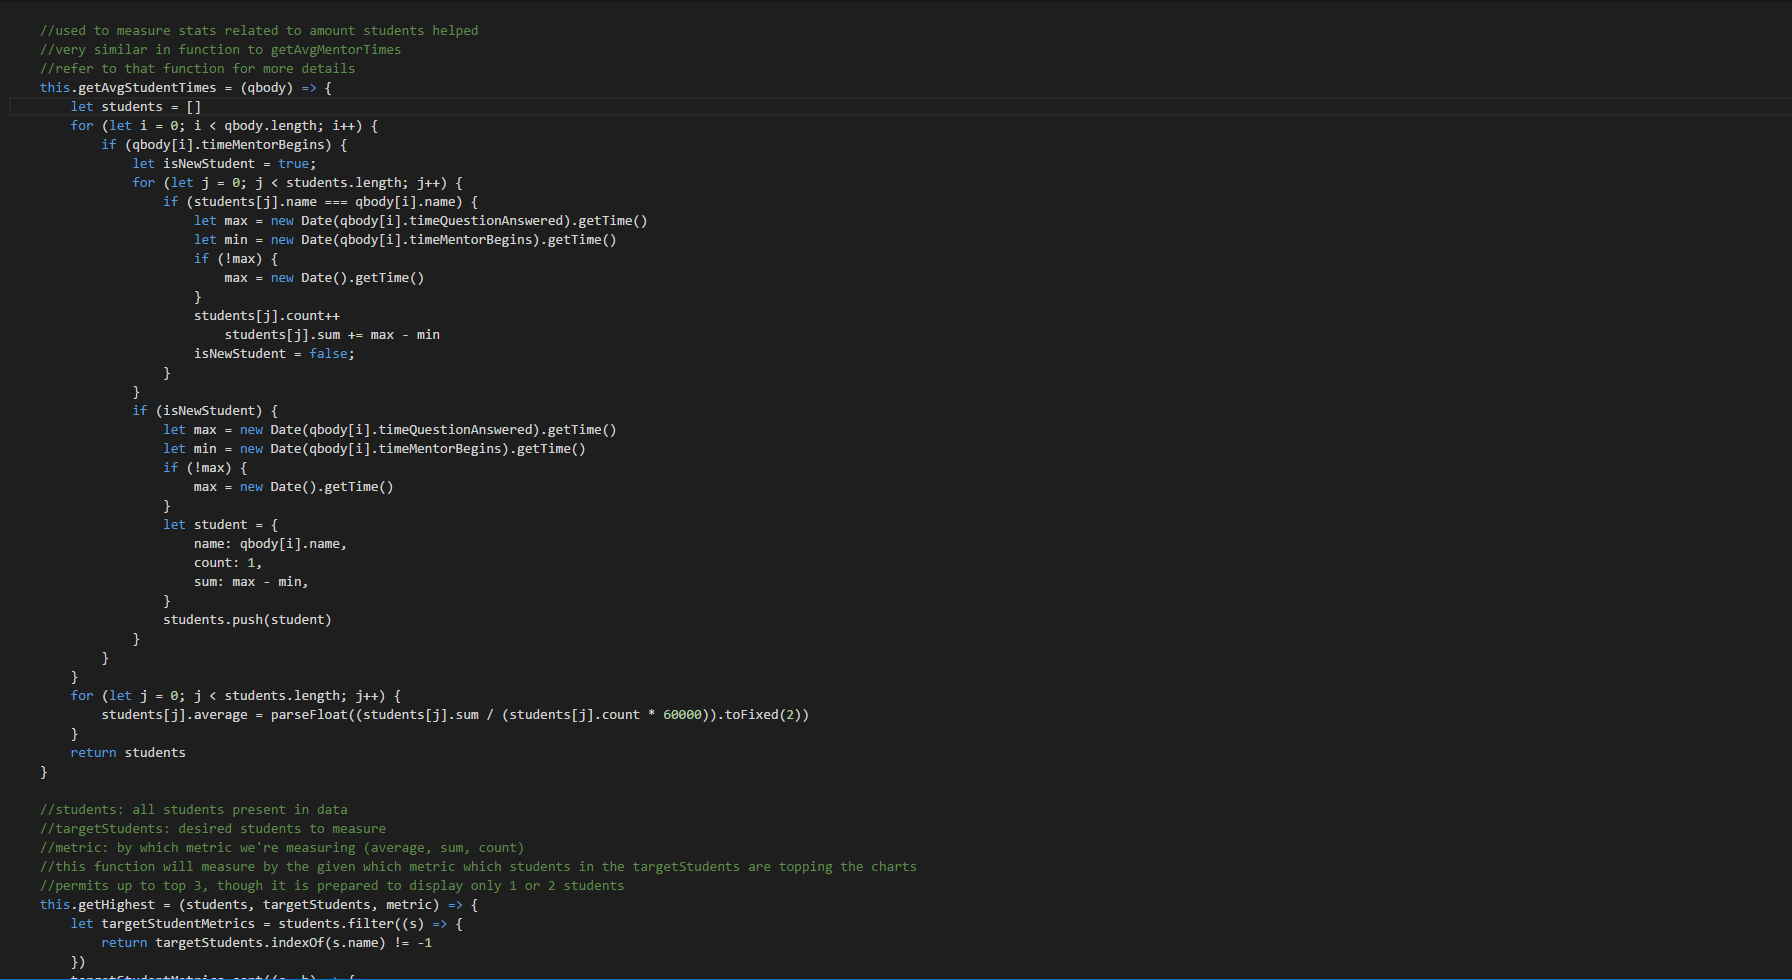 //used to measure stats related to amount students helped
//very similar in function to getAvgMentorTimes
//refer to that function for more details
this.getAvgStudentTimes = (qbody) => {
    let students = []
    for (let i = 0; i < qbody.length; i++) {
        if (qbody[i].timeMentorBegins) {
            let isNewStudent = true;
            for (let j = 0; j < students.length; j++) {
                if (students[j].name === qbody[i].name) {
                    let max = new Date(qbody[i].timeQuestionAnswered).getTime()
                    let min = new Date(qbody[i].timeMentorBegins).getTime()
                    if (!max) {
                        max = new Date().getTime()
                    }
                    students[j].count++
                        students[j].sum += max - min
                    isNewStudent = false;
                }
            }
            if (isNewStudent) {
                let max = new Date(qbody[i].timeQuestionAnswered).getTime()
                let min = new Date(qbody[i].timeMentorBegins).getTime()
                if (!max) {
                    max = new Date().getTime()
                }
                let student = {
                    name: qbody[i].name,
                    count: 1,
                    sum: max - min,
                }
                students.push(student)
            }
        }
    }
    for (let j = 0; j < students.length; j++) {
        students[j].average = parseFloat((students[j].sum / (students[j].count * 60000)).toFixed(2))
    }
    return students
}

//students: all students present in data
//targetStudents: desired students to measure
//metric: by which metric we're measuring (average, sum, count)
//this function will measure by the given which metric which students in the targetStudents are topping the charts
//permits up to top 3, though it is prepared to display only 1 or 2 students
this.getHighest = (students, targetStudents, metric) => {
    let targetStudentMetrics = students.filter((s) => {
        return targetStudents.indexOf(s.name) != -1
    })